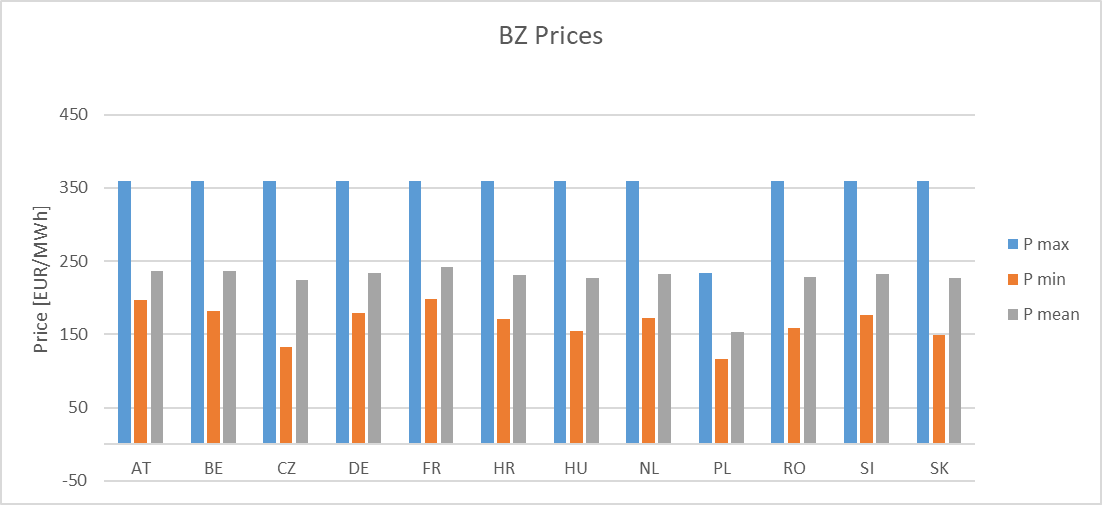 BZ Prices
450
350
250
150
50
-50
Price [EUR/MWh]
AT BE CZ DE FR HR HU NL PL RO SI SK
P max
P min
P mean